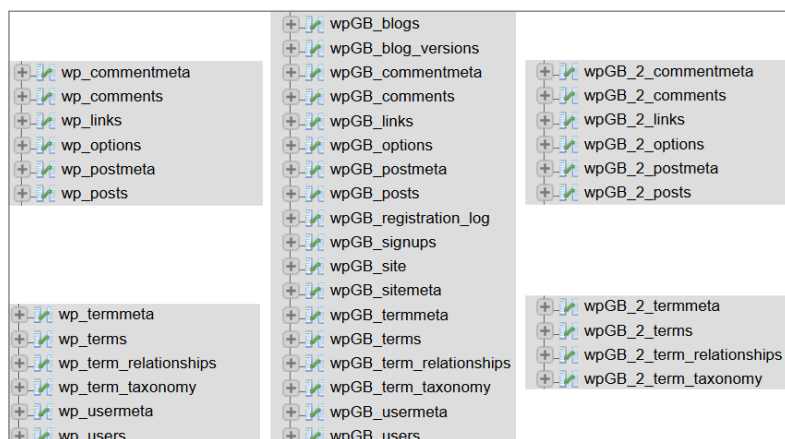 wp_commentmeta
wp_comments
wp_links
wp_options
wp_postmeta
wp_posts
wp_termmeta
wp_terms
wp_term_relationships
wp_term_taxonomy
wp_usermeta
wp_users
wpGB_blogs
wpGB_blog_versions
wpGB_commentmeta
wpGB_comments
wpGB_links
wpGB_options
wpGB_postmeta
wpGB_posts
wpGB_registration_log
wpGB_signups
wpGB_site
wpGB_sitemeta
wpGB_termmeta
wpGB_terms
wpGB_term_relationships
wpGB_term_taxonomy
wpGB_usermeta
wpGB_users
wpGB_2_commentmeta
wpGB_2_comments
wpGB_2_links
wpGB_2_options
wpGB_2_postmeta
wpGB_2_posts
wpGB_2_termmeta
wpGB_2_terms
wpGB_2_term_relationships
wpGB_2_term_taxonomy